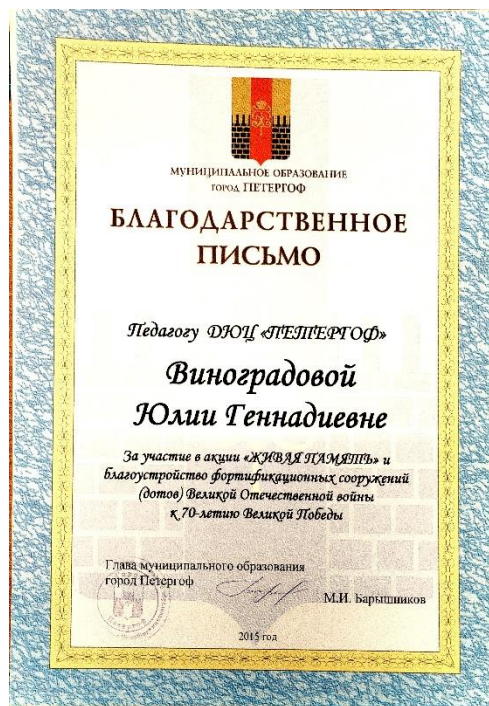 МУНИЦИПАЛЬНОЕ ОБРАЗОВАНИЕ
ГОРОД ПЕТЕРГОФ
БЛАГОДАРСТВЕННОЕ
ПИСЬМО
Педагогу ДЮЦ «ПЕТЕРГОФ»
Виноградовой
Юлии Геннадиевне
За участие в акции «ЖИВАЯ ПАМЯТЬ» и
благоустройство фортификационных сооружений
(дотов) Великой Отечественной войны
к 70-летию Великой Победы
Глава муниципального образования
город Петергоф
М.И. Барышников
2015 год